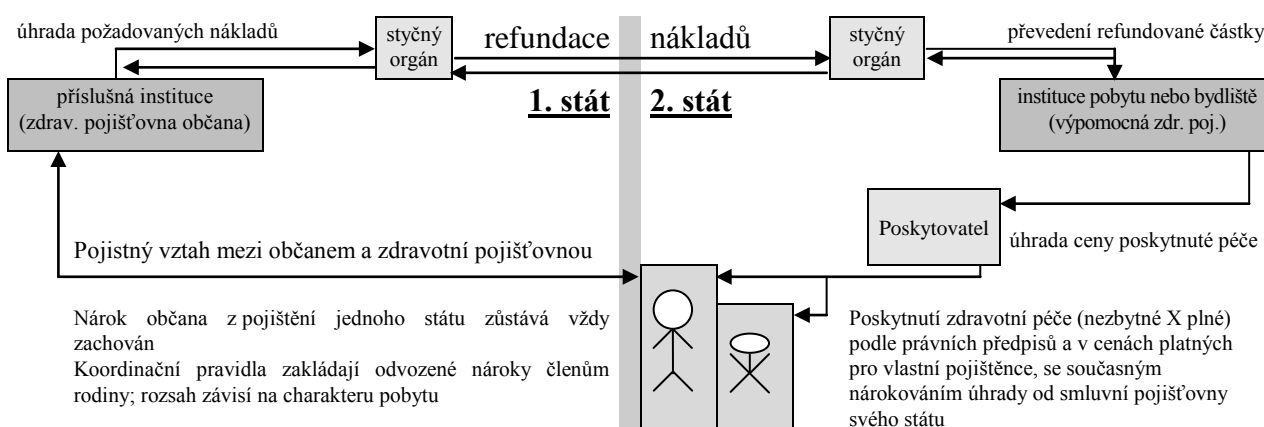 úhrada požadovaných nákladů
styčný
orgán
refundace nákladů
styčný
orgán
převedení refundované částky
příslušná instituce
(zdrav. pojišťovna občana)
1. stát 2. stát
instituce pobytu nebo bydliště
(výpomocná zdr. poj.)
Poskytovatel
úhrada ceny poskytnuté péče
Pojistný vztah mezi občanem a zdravotní pojišťovnou
Nárok občana z pojištění jednoho státu zůstává vždy
zachován
Koordinační pravidla zakládají odvozené nároky členům
rodiny; rozsah závisí na charakteru pobytu
Poskytnutí zdravotní péče (nezbytné X plné)
podle právních předpisů a v cenách platných
pro vlastní pojištěnce, se současným
nárokováním úhrady od smluvní pojišťovny
svého státu